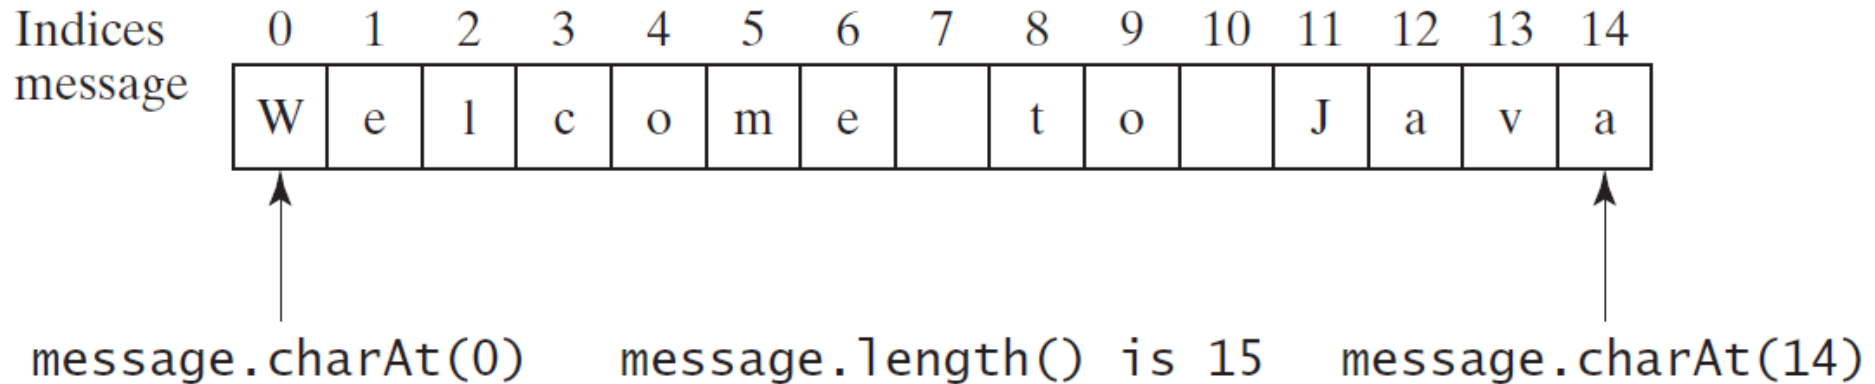 Indices 0 1 2 3 4 5 6 7 8 9 10 11 12 13 14
message W e l c o m e t o J a v a
message.charAt(0) message.length() is 15 message.charAt(14)